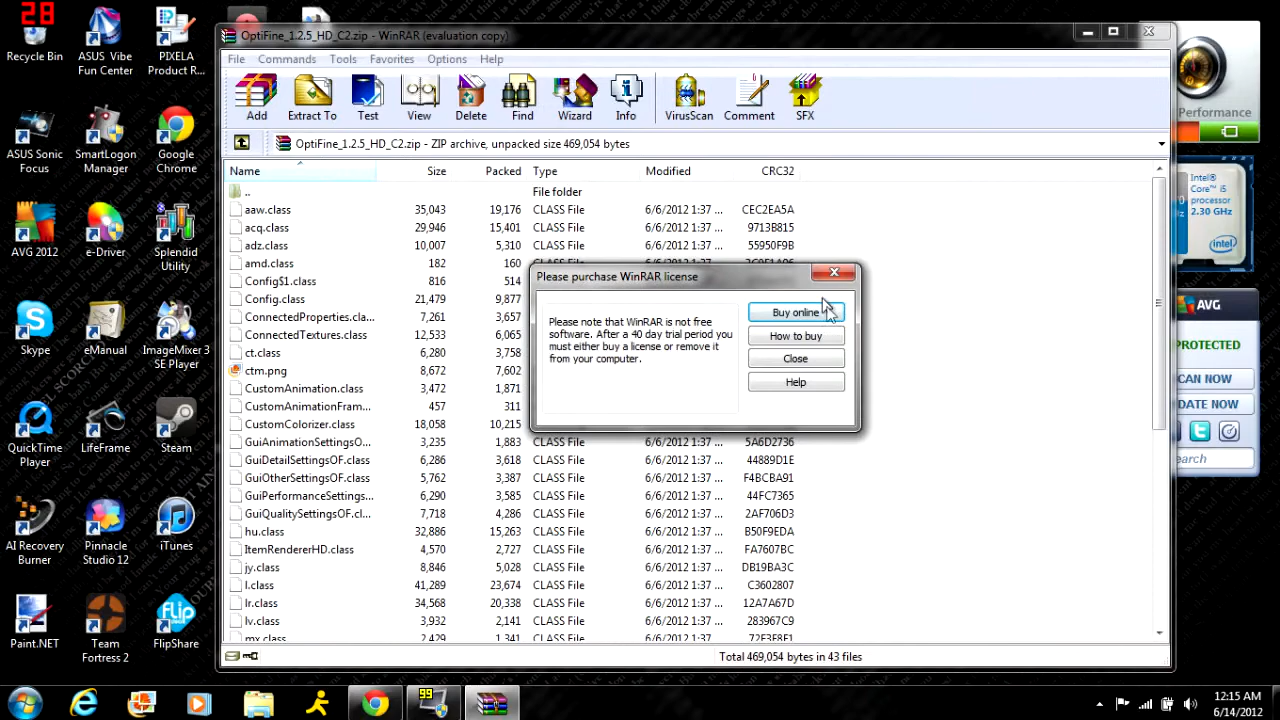 28
Recycle Bin
ASUS Vibe Fun Center
PIXELA Product R...
ASUS Sonic Focus
SmartLogon Manager
Google Chrome
AVG 2012
e-Driver
Splendid Utility
Skype
eManual
ImageMixer 3 SE Player
QuickTime Player
LifeFrame
Steam
AI Recovery Burner
Pinnacle Studio 12
iTunes
Paint.NET
Team Fortress 2
FlipShare
OptiFine_1.2.5_HD_C2.zip - WinRAR (evaluation copy)
File Commands Tools Favorites Options Help
Add Extract To Test View Delete Find Wizard Info VirusScan Comment SFX
OptiFine_1.2.5_HD_C2.zip - ZIP archive, unpacked size 469,054 bytes
Name Size Packed Type Modified CRC32
.. File folder
aaw.class 35,043 19,176 CLASS File 6/6/2012 1:37 ... CEC2EA5A
acq.class 29,946 15,401 CLASS File 6/6/2012 1:37 ... 9713B815
adz.class 10,007 5,310 CLASS File 6/6/2012 1:37 ... 55950F9B
amd.class 182 160
Config$1.class 816 514
Config.class 21,479 9,877
ConnectedProperties.cla... 7,261 3,657
ConnectedTextures.class 12,533 6,065
ct.class 6,280 3,758
ctm.png 8,672 7,602
CustomAnimation.class 3,472 1,871
CustomAnimationFram... 457 311
CustomColorizer.class 18,058 10,215
GuiAnimationSettingsO... 3,235 1,883 CLASS File 6/6/2012 1:37 ... 5A6D2736
GuiDetailSettingsOF.class 6,286 3,618 CLASS File 6/6/2012 1:37 ... 44889D1E
GuiOtherSettingsOF.class 5,762 3,387 CLASS File 6/6/2012 1:37 ... F4BCBA91
GuiPerformanceSettings... 6,290 3,585 CLASS File 6/6/2012 1:37 ... 44FC7365
GuiQualitySettingsOF.cl... 7,718 4,286 CLASS File 6/6/2012 1:37 ... 2AF706D3
hu.class 32,886 15,263 CLASS File 6/6/2012 1:37 ... B50F9EDA
ItemRendererHD.class 4,570 2,727 CLASS File 6/6/2012 1:37 ... FA7607BC
jy.class 8,846 5,028 CLASS File 6/6/2012 1:37 ... DB19BA3C
l.class 41,289 23,674 CLASS File 6/6/2012 1:37 ... C3602807
lr.class 34,568 20,338 CLASS File 6/6/2012 1:37 ... 12A7A67D
lv.class 3,932 2,141 CLASS File 6/6/2012 1:37 ... 283967C9
mx.class 2,429 1,341 CLASS File 6/6/2012 1:37 ... 72F3F8F1
Total 469,054 bytes in 43 files
Please purchase WinRAR license
Please note that WinRAR is not free
software. After a 40 day trial period you
must either buy a license or remove it
from your computer.
Buy online
How to buy
Close
Help
Performance
Intel®
Core™ i5
2.30 GHz
intel
AVG
PROTECTED
CAN NOW
DATE NOW
earch
99
12:15 AM
6/14/2012